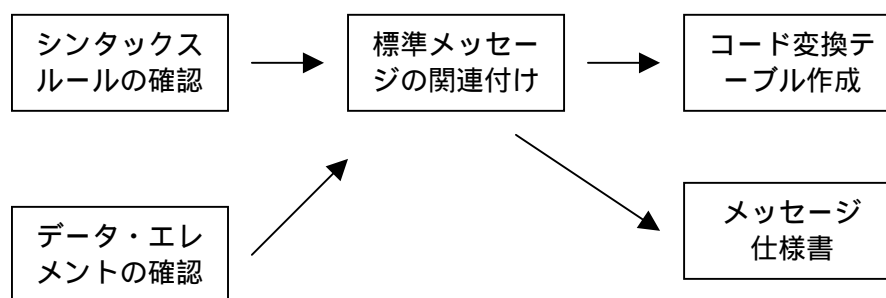 シンタックス
ルールの確認
標準メッセー
ジの関連付け
コード変換テ
ーブル作成
データ・エレ
メントの確認
メッセージ
仕様書